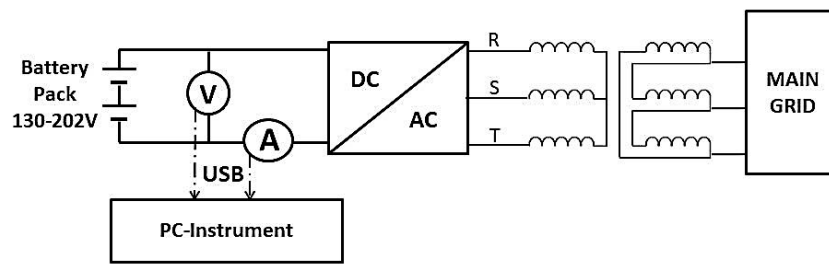 Battery
Pack
130-202V
V
A
USB
PC-Instrument
DC
AC
R
S
T
MAIN
GRID